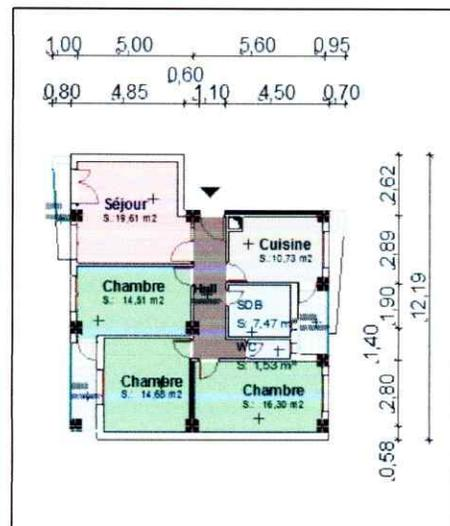 1,00 5,00 5,60 0,95
0,60
0,80 4,85 1,10 4,50 0,70
Séjour
S.: 19,61 m2
Cuisine
S.: 10,73 m2
Chambre
S.: 14,51 m2
Hall
SDB
S: 7,47 m²
WC
S: 1,53 m²
Chambre
S.: 14,68 m2
Chambre
S.: 16,30 m2
2,62
2,89
1,90
1,40
2,80
0,58
12,19